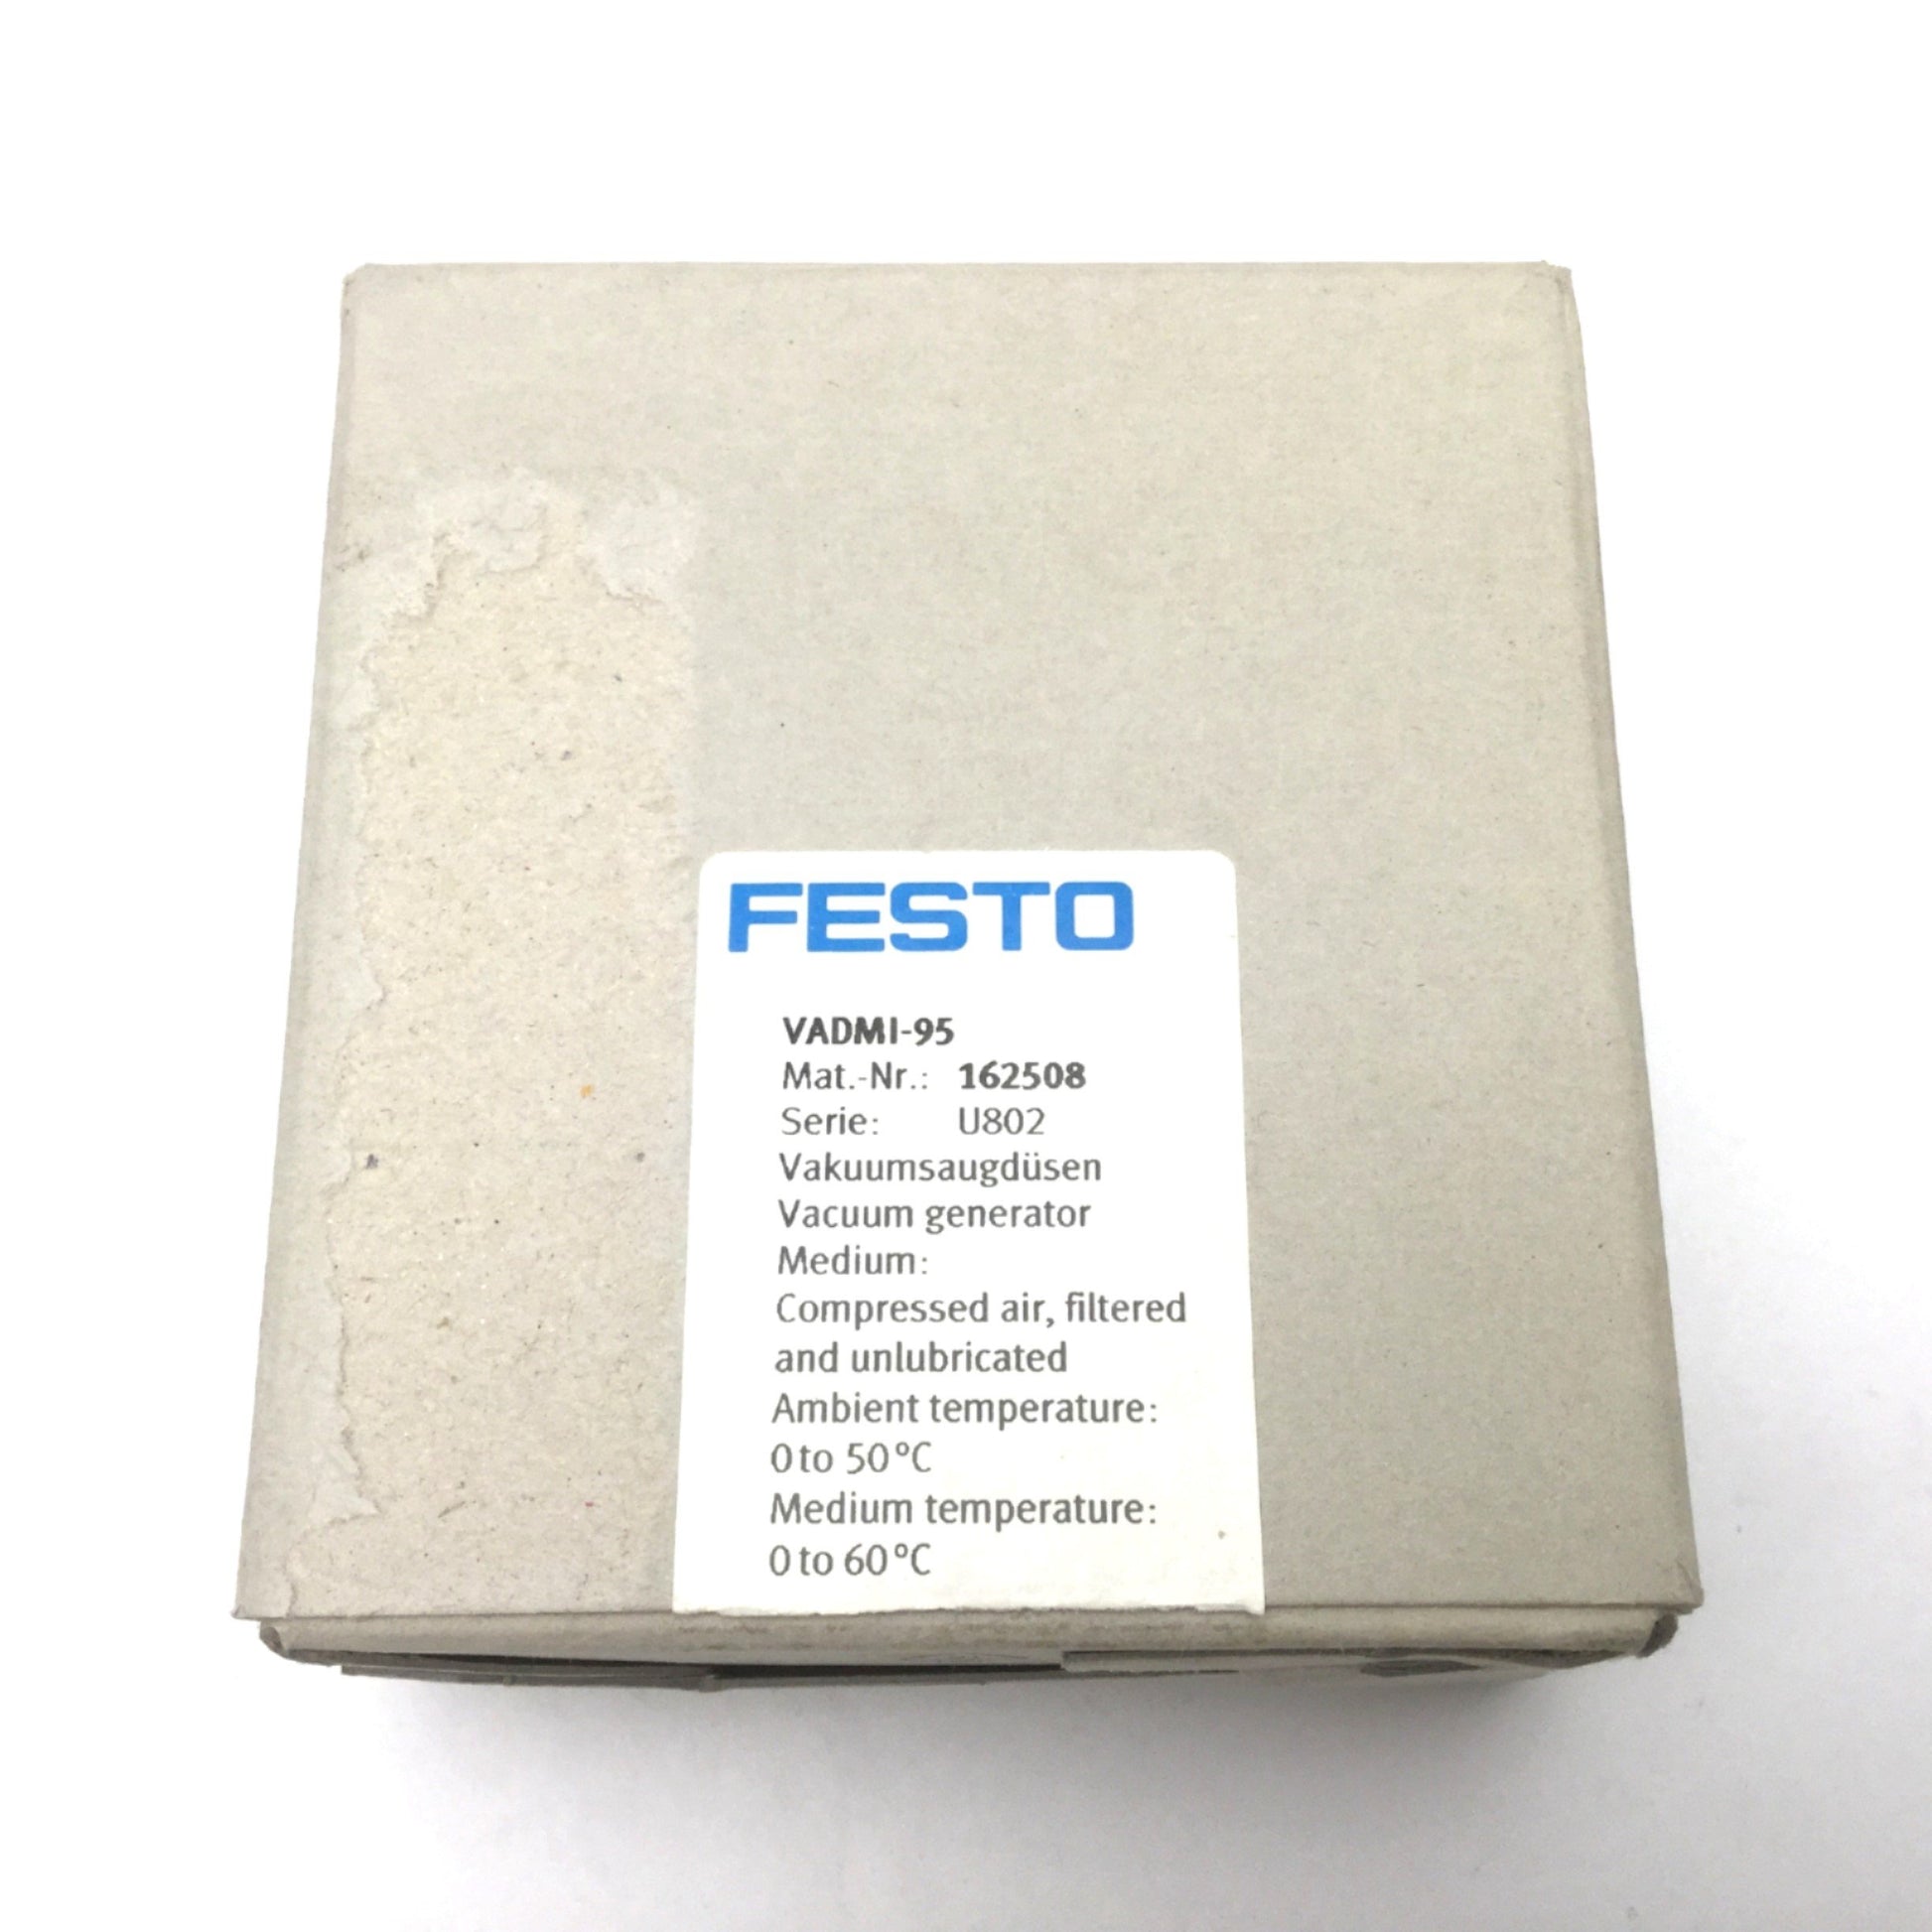 FESTO
VADMI-95
Mat.-Nr.: 162508
Serie: U802
Vakuumsaugdüsen
Vacuum generator
Medium:
Compressed air, filtered
and unlubricated
Ambient temperature:
0 to 50 °C
Medium temperature:
0 to 60 °C